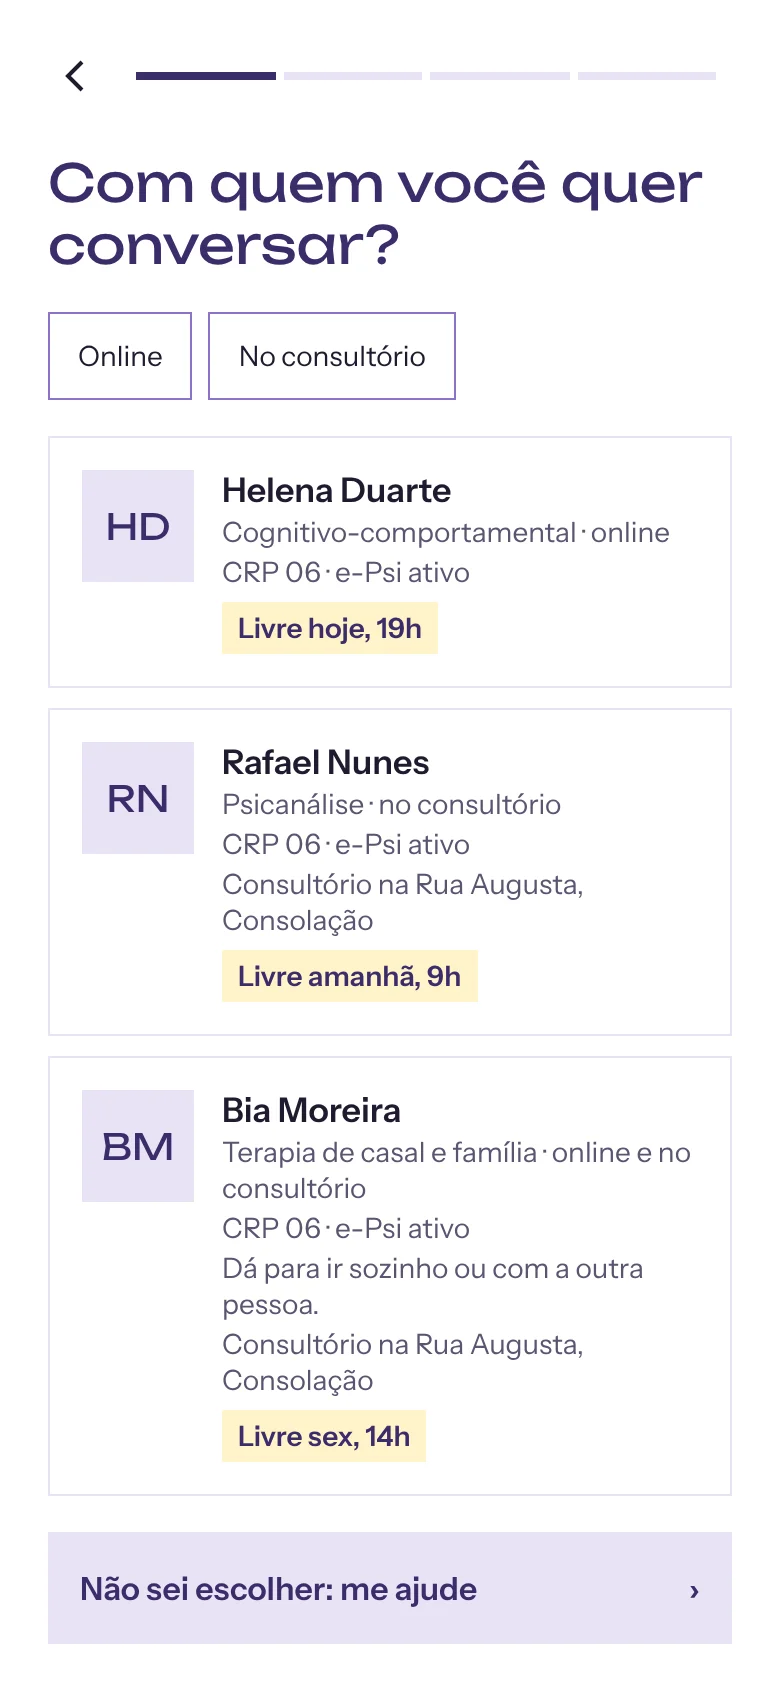 Com quem você quer
conversar?
Online
No consultório
HD
Helena Duarte
Cognitivo-comportamental · online
CRP 06 · e-Psi ativo
Livre hoje, 19h
RN
Rafael Nunes
Psicanálise · no consultório
CRP 06 · e-Psi ativo
Consultório na Rua Augusta,
Consolação
Livre amanhã, 9h
BM
Bia Moreira
Terapia de casal e família · online e no
consultório
CRP 06 · e-Psi ativo
Dá para ir sozinho ou com a outra
pessoa.
Consultório na Rua Augusta,
Consolação
Livre sex, 14h
Não sei escolher: me ajude ›